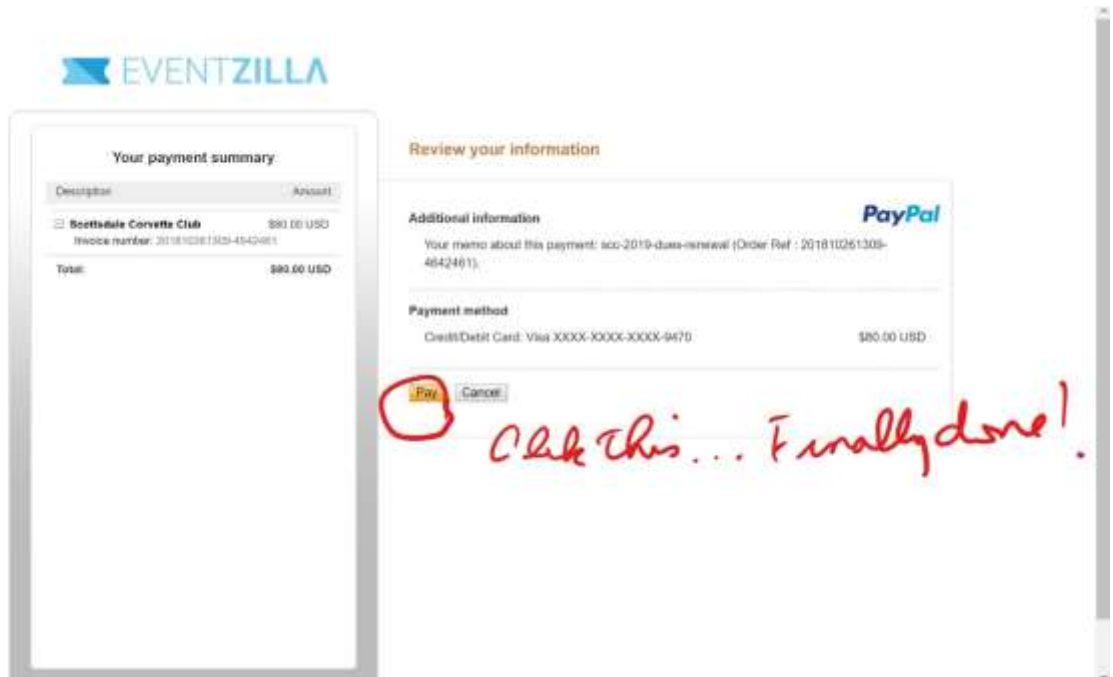 EVENTZILLA
Your payment summary
Description Amount
Scottsdale Corvette Club $80.00 USD
Invoice number: 201810261309-4642461
Total: $80.00 USD
Review your information
Additional information
PayPal
Your memo about this payment: scc-2019-dues-renewal (Order Ref : 201810261309-
4642461).
Payment method
Credit/Debit Card: Visa XXXX-XXXX-XXXX-9470 $80.00 USD
Pay Cancel
Click This... Finally done!